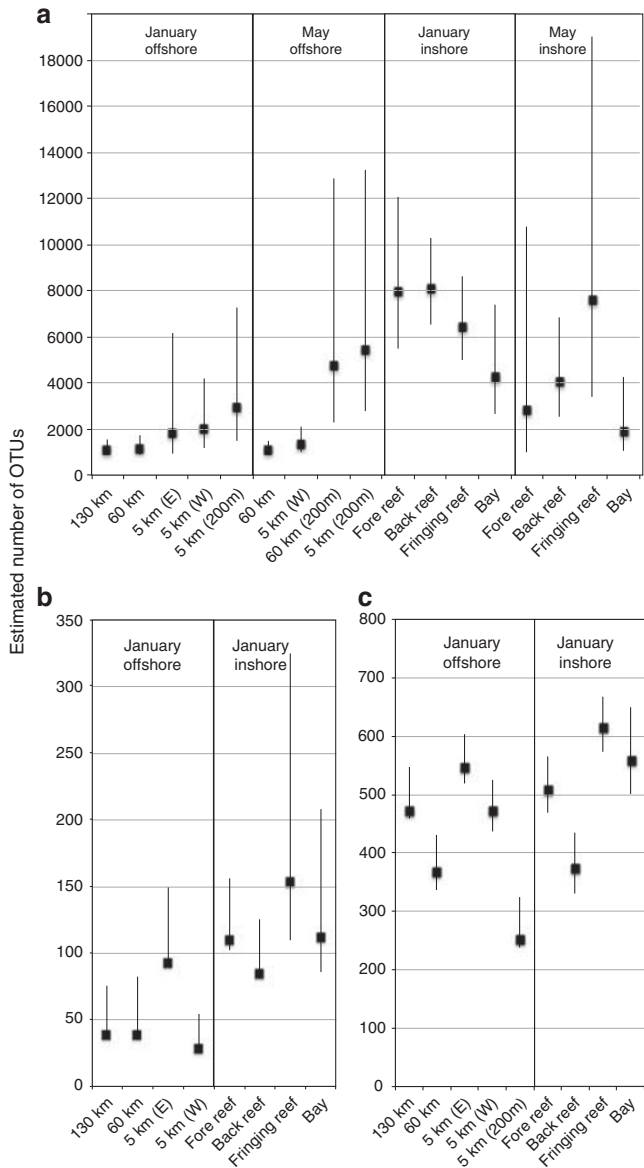 a
January offshore
May offshore
January inshore
May inshore
18000
16000
14000
12000
10000
8000
6000
4000
2000
0
130 km
60 km
5 km (E)
5 km (W)
5 km (200m)
60 km
5 km (W)
60 km (200m)
5 km (200m)
Fore reef
Back reef
Fringing reef
Bay
Fore reef
Back reef
Fringing reef
Bay
Estimated number of OTUs
b
January offshore
January inshore
350
300
250
200
150
100
50
0
130 km
60 km
5 km (E)
5 km (W)
Fore reef
Back reef
Fringing reef
Bay
c
January offshore
January inshore
800
700
600
500
400
300
200
100
0
130 km
60 km
5 km (E)
5 km (W)
5 km (200m)
Fore reef
Back reef
Fringing reef
Bay